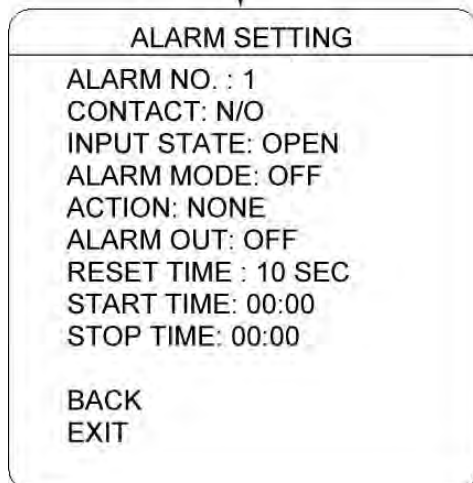 ALARM SETTING
ALARM NO. : 1
CONTACT: N/O
INPUT STATE: OPEN
ALARM MODE: OFF
ACTION: NONE
ALARM OUT: OFF
RESET TIME : 10 SEC
START TIME: 00:00
STOP TIME: 00:00
BACK
EXIT